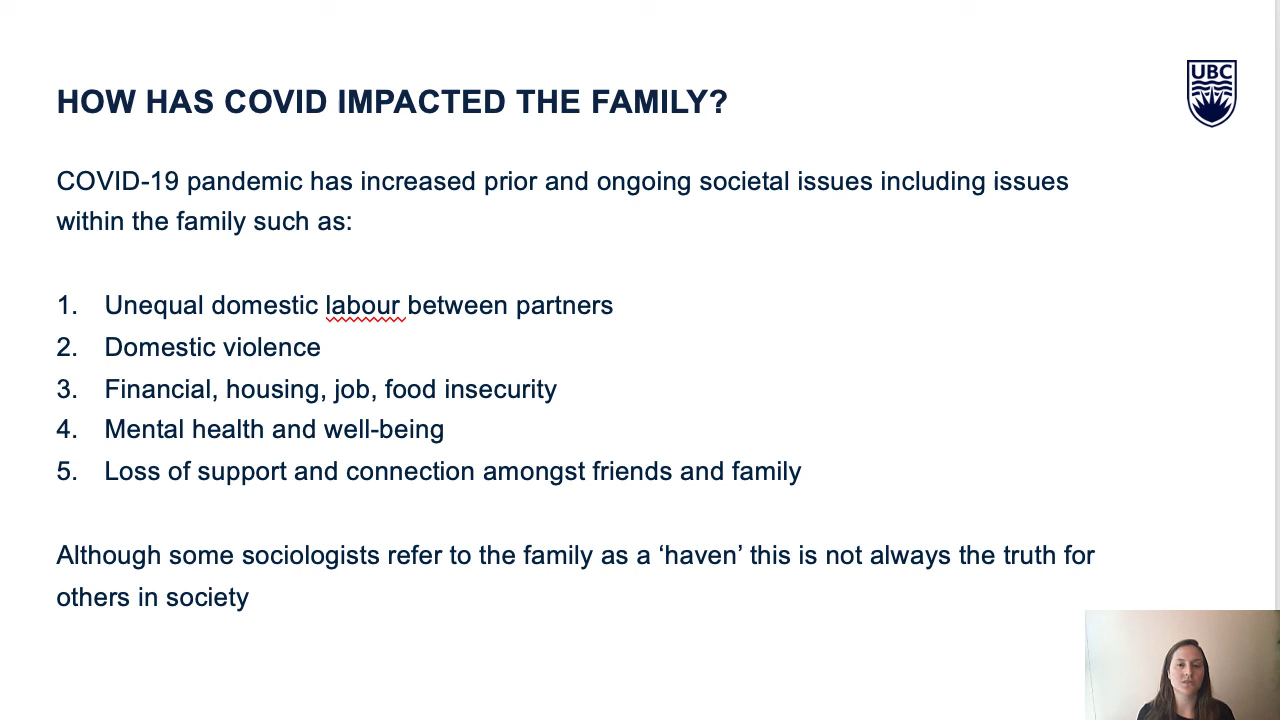 UBC
HOW HAS COVID IMPACTED THE FAMILY?
COVID-19 pandemic has increased prior and ongoing societal issues including issues
within the family such as:
1. Unequal domestic labour between partners
2. Domestic violence
3. Financial, housing, job, food insecurity
4. Mental health and well-being
5. Loss of support and connection amongst friends and family
Although some sociologists refer to the family as a ‘haven’ this is not always the truth for
others in society